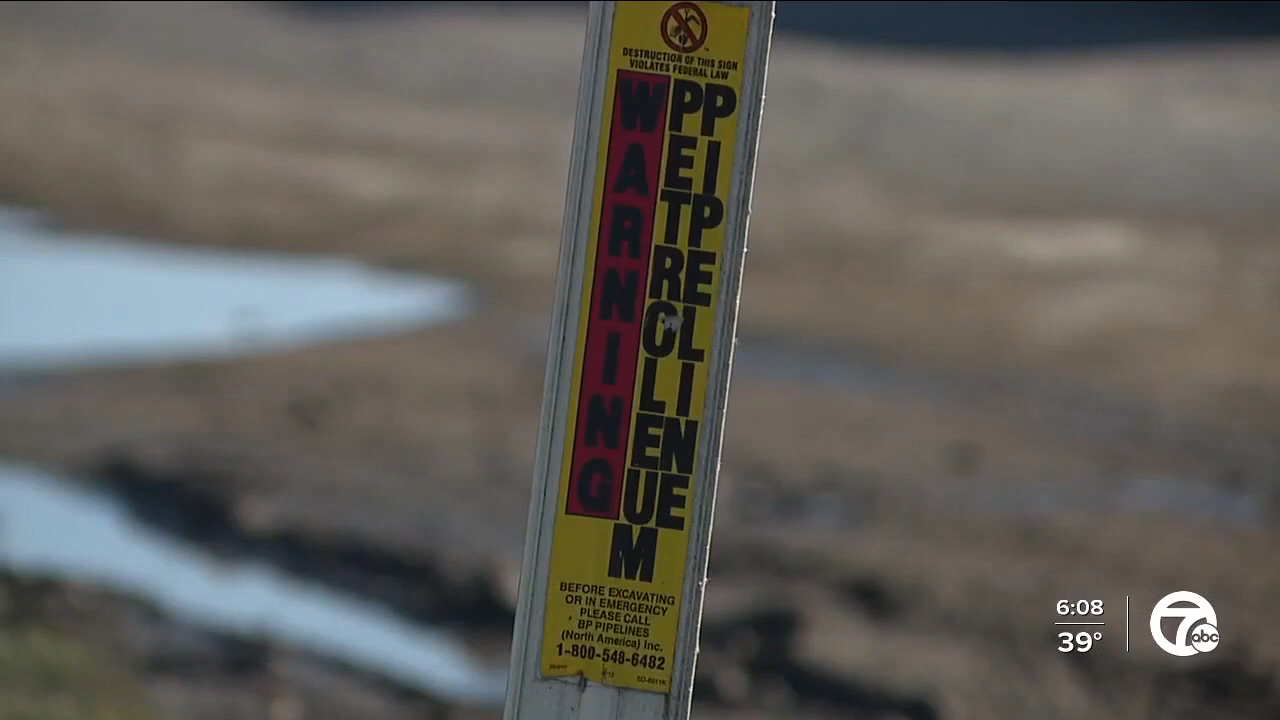 DESTRUCTION OF THIS SIGN
VIOLATES FEDERAL LAW
WARNING
PETROLEUM
PIPELINE
BEFORE EXCAVATING
OR IN EMERGENCY
PLEASE CALL
BP PIPELINES
(North America) Inc.
1-800-548-6482
6:08
39°
7 abc